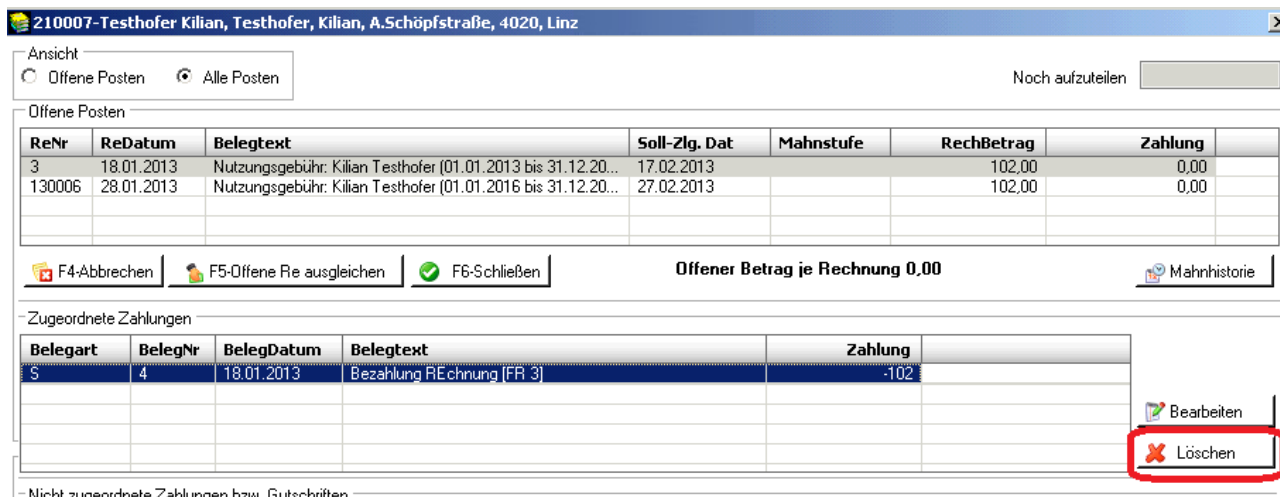 210007-Testhofer Kilian, Testhofer, Kilian, A.Schöpfstraße, 4020, Linz
Ansicht
Offene Posten Alle Posten Noch aufzuteilen
Offene Posten
ReNr ReDatum Belegtext Soll-Zlg. Dat Mahnstufe RechBetrag Zahlung
3 18.01.2013 Nutzungsgebühr: Kilian Testhofer (01.01.2013 bis 31.12.20... 17.02.2013 102,00 0,00
130006 28.01.2013 Nutzungsgebühr: Kilian Testhofer (01.01.2016 bis 31.12.20... 27.02.2013 102,00 0,00
F4-Abbrechen F5-Offene Re ausgleichen F6-Schließen Offener Betrag je Rechnung 0,00 Mahnhistorie
Zugeordnete Zahlungen
Belegart BelegNr BelegDatum Belegtext Zahlung
S 4 18.01.2013 Bezahlung REchnung [FR 3] -102
Bearbeiten
Löschen
Nicht zugeordnete Zahlungen bzw. Gutschriften